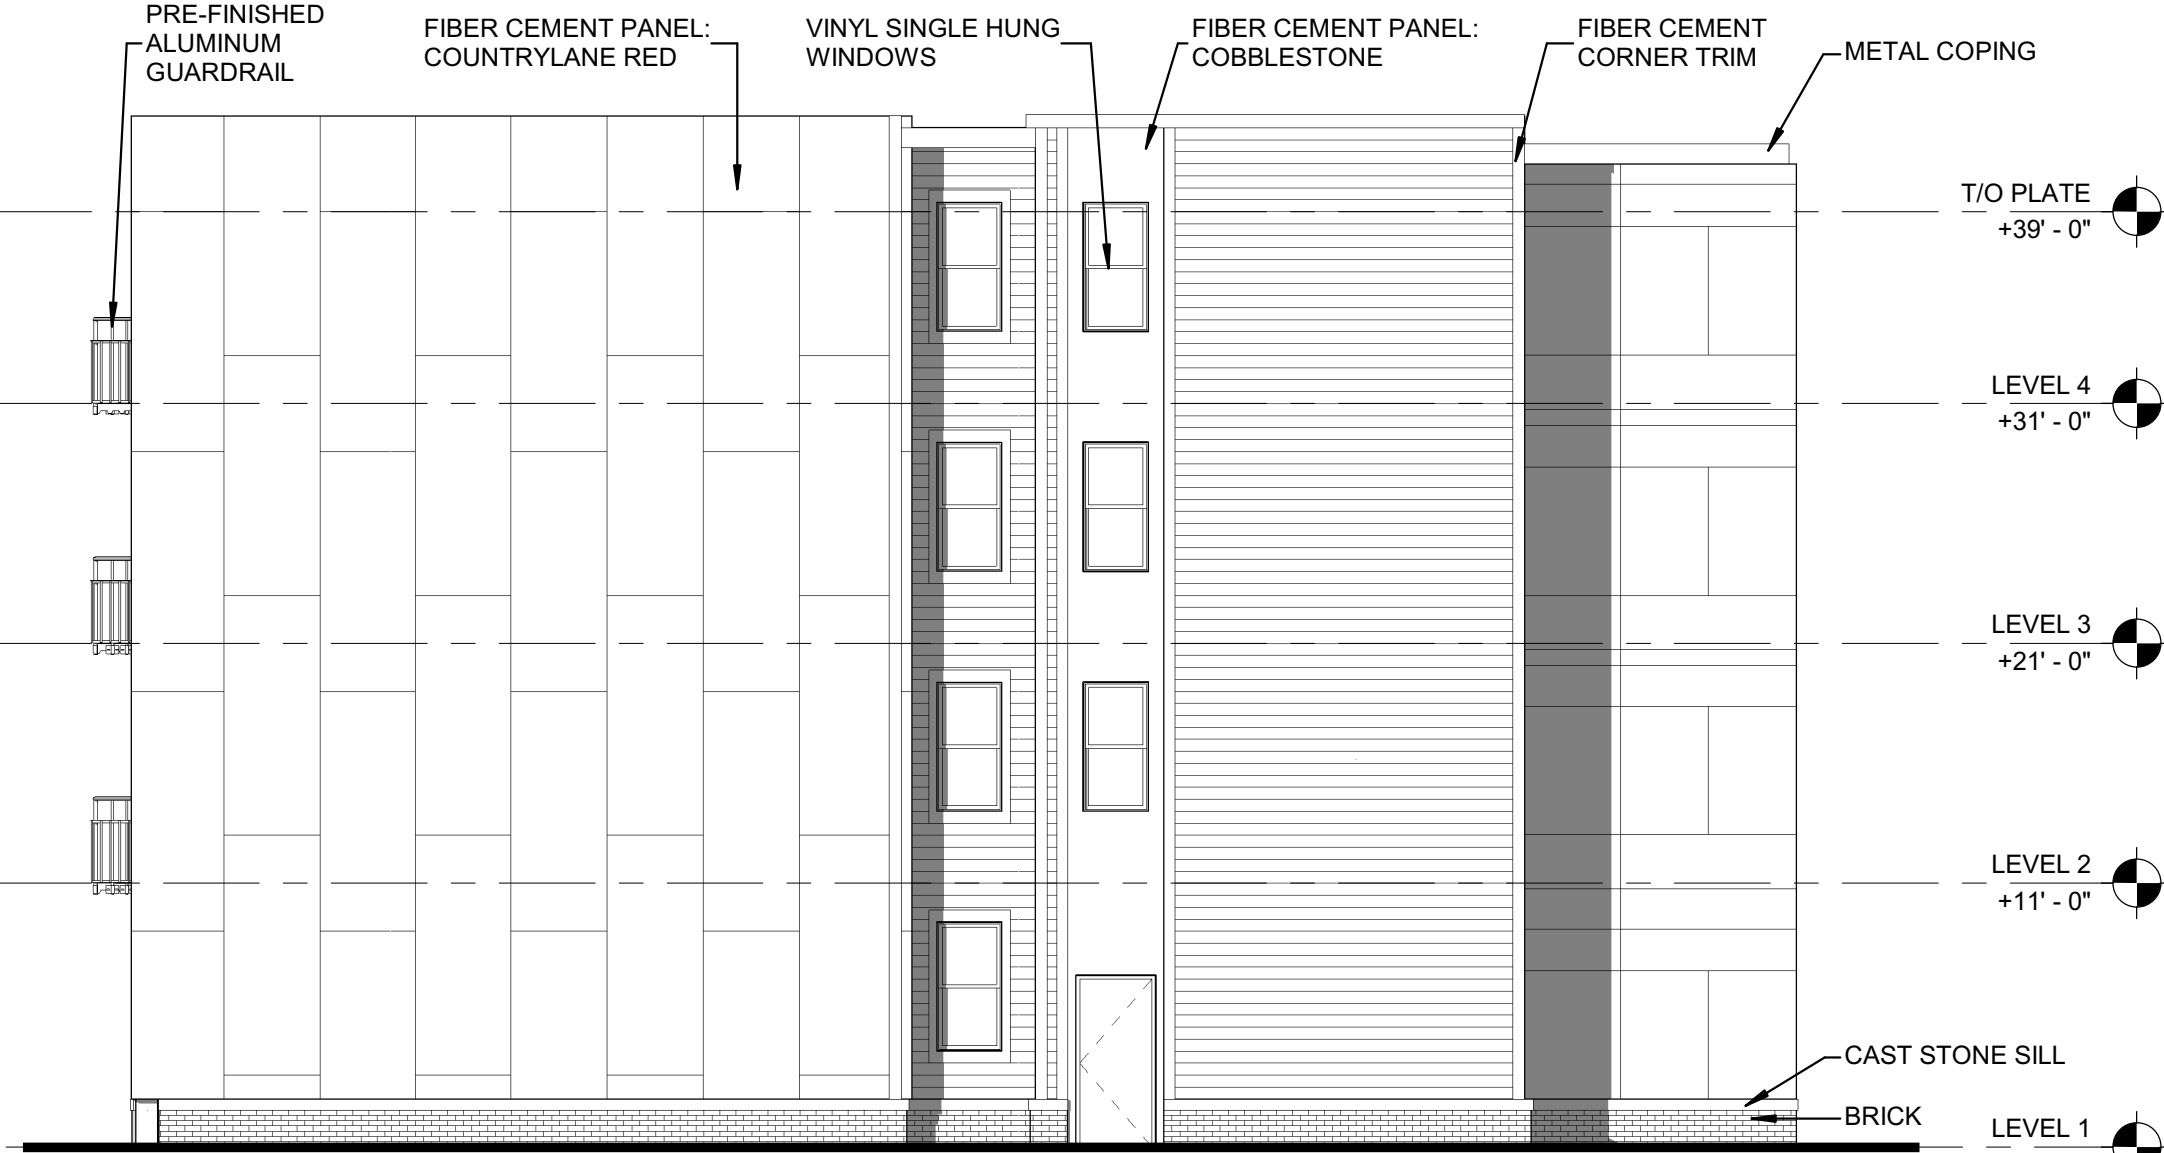 PRE-FINISHED
ALUMINUM
GUARDRAIL
FIBER CEMENT PANEL:
COUNTRYLANE RED
VINYL SINGLE HUNG
WINDOWS
FIBER CEMENT PANEL:
COBBLESTONE
FIBER CEMENT
CORNER TRIM
METAL COPING
T/O PLATE
+39' - 0"
LEVEL 4
+31' - 0"
LEVEL 3
+21' - 0"
LEVEL 2
+11' - 0"
CAST STONE SILL
BRICK
LEVEL 1